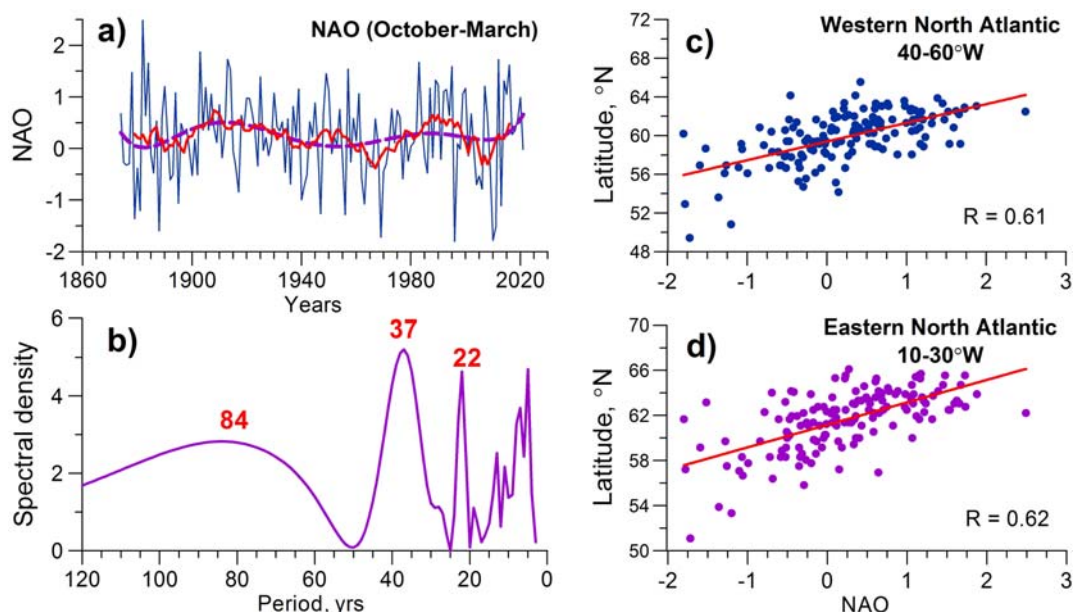 a)
NAO (October-March)
NAO
2
1
0
-1
-2
1860
1900
1940
1980
2020
Years
b)
Spectral density
6
4
2
0
84
37
22
120
100
80
60
40
20
0
Period, yrs
c)
Western North Atlantic
40-60°W
Latitude, °N
72
68
64
60
56
52
48
R = 0.61
-2
-1
0
1
2
3
d)
Eastern North Atlantic
10-30°W
Latitude, °N
70
66
62
58
54
50
R = 0.62
-2
-1
0
1
2
3
NAO